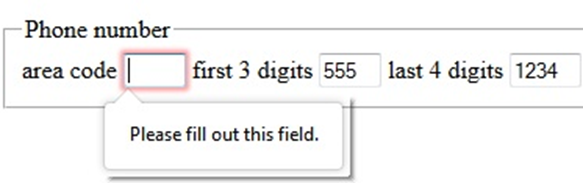 Phone number
area code first 3 digits 555 last 4 digits 1234
Please fill out this field.